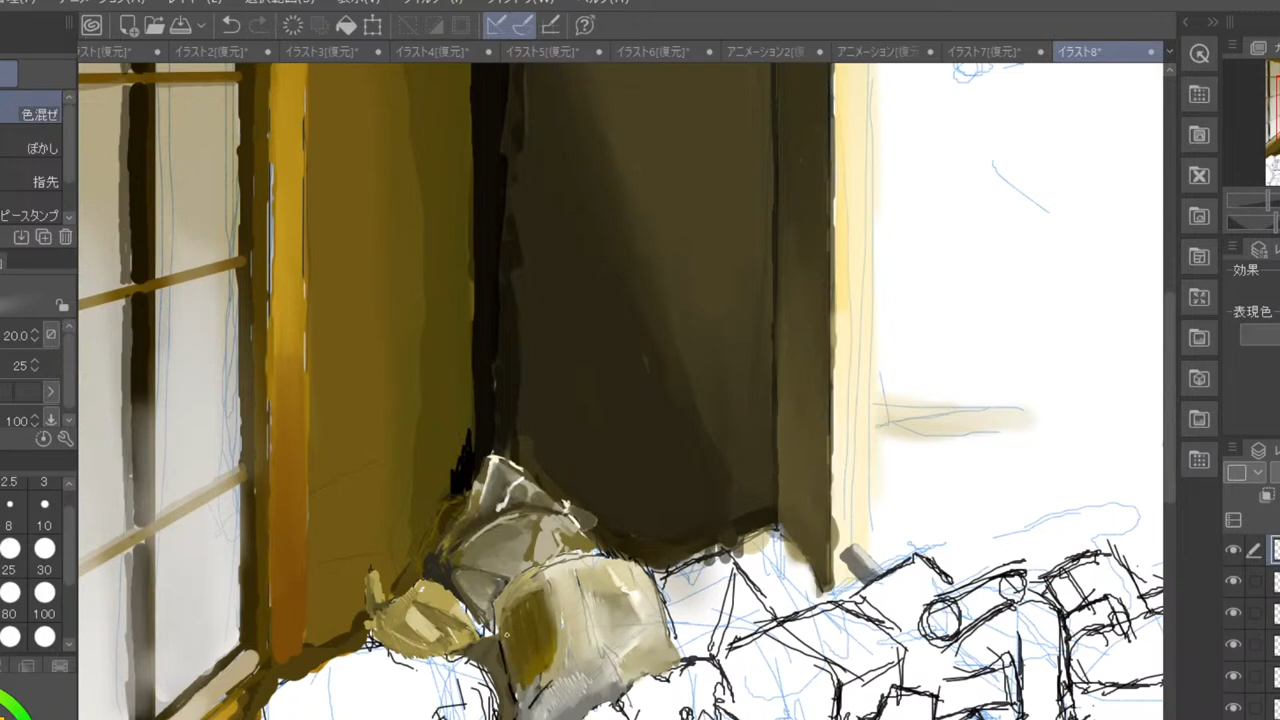 イラスト2[復元]*
イラスト3[復元]*
イラスト4[復元]*
イラスト5[復元]*
イラスト6[復元]*
アニメーション2[復
アニメーション[復元
イラスト7[復元]*
イラスト8*
色混ぜ
ぼかし
指先
ピースタンプ
20.0
25
100
2.5 3
8 10
25 30
80 100
効果
表現色